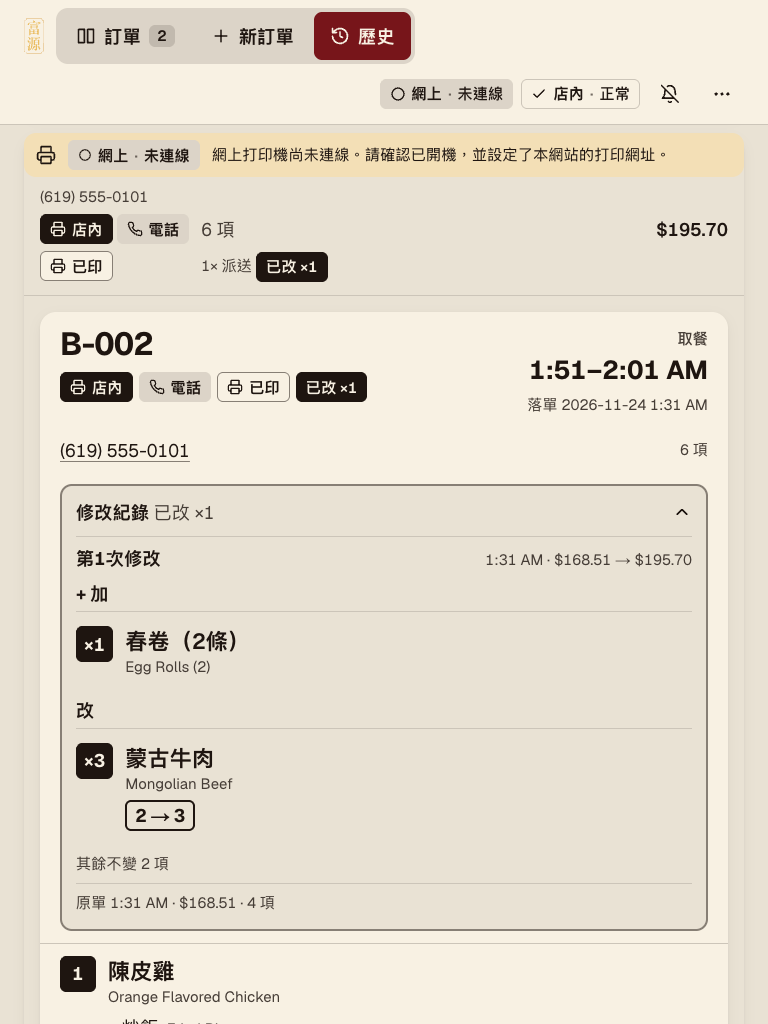 富源
訂單 2
新訂單
歷史
網上 · 未連線
店內 · 正常
網上 · 未連線
網上打印機尚未連線。請確認已開機，並設定了本網站的打印網址。
(619) 555-0101
店內 電話 6 項 $195.70
已印 1× 派送 已改 ×1
B-002
取餐
1:51–2:01 AM
店內 電話 已印 已改 ×1
落單 2026-11-24 1:31 AM
(619) 555-0101
6 項
修改紀錄 已改 ×1
第1次修改
1:31 AM · $168.51 → $195.70
+ 加
×1 春卷（2條）
Egg Rolls (2)
改
×3 蒙古牛肉
Mongolian Beef
2 → 3
其餘不變 2 項
原單 1:31 AM · $168.51 · 4 項
1 陳皮雞
Orange Flavored Chicken